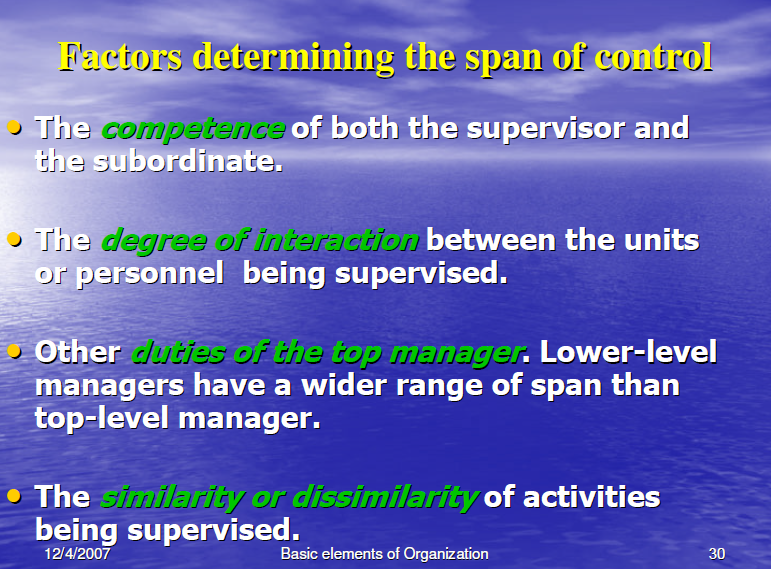 Factors determining the span of control
• The competence of both the supervisor and
the subordinate.
• The degree of interaction between the units
or personnel being supervised.
• Other duties of the top manager. Lower-level
managers have a wider range of span than
top-level manager.
• The similarity or dissimilarity of activities
being supervised.
12/4/2007 Basic elements of Organization 30